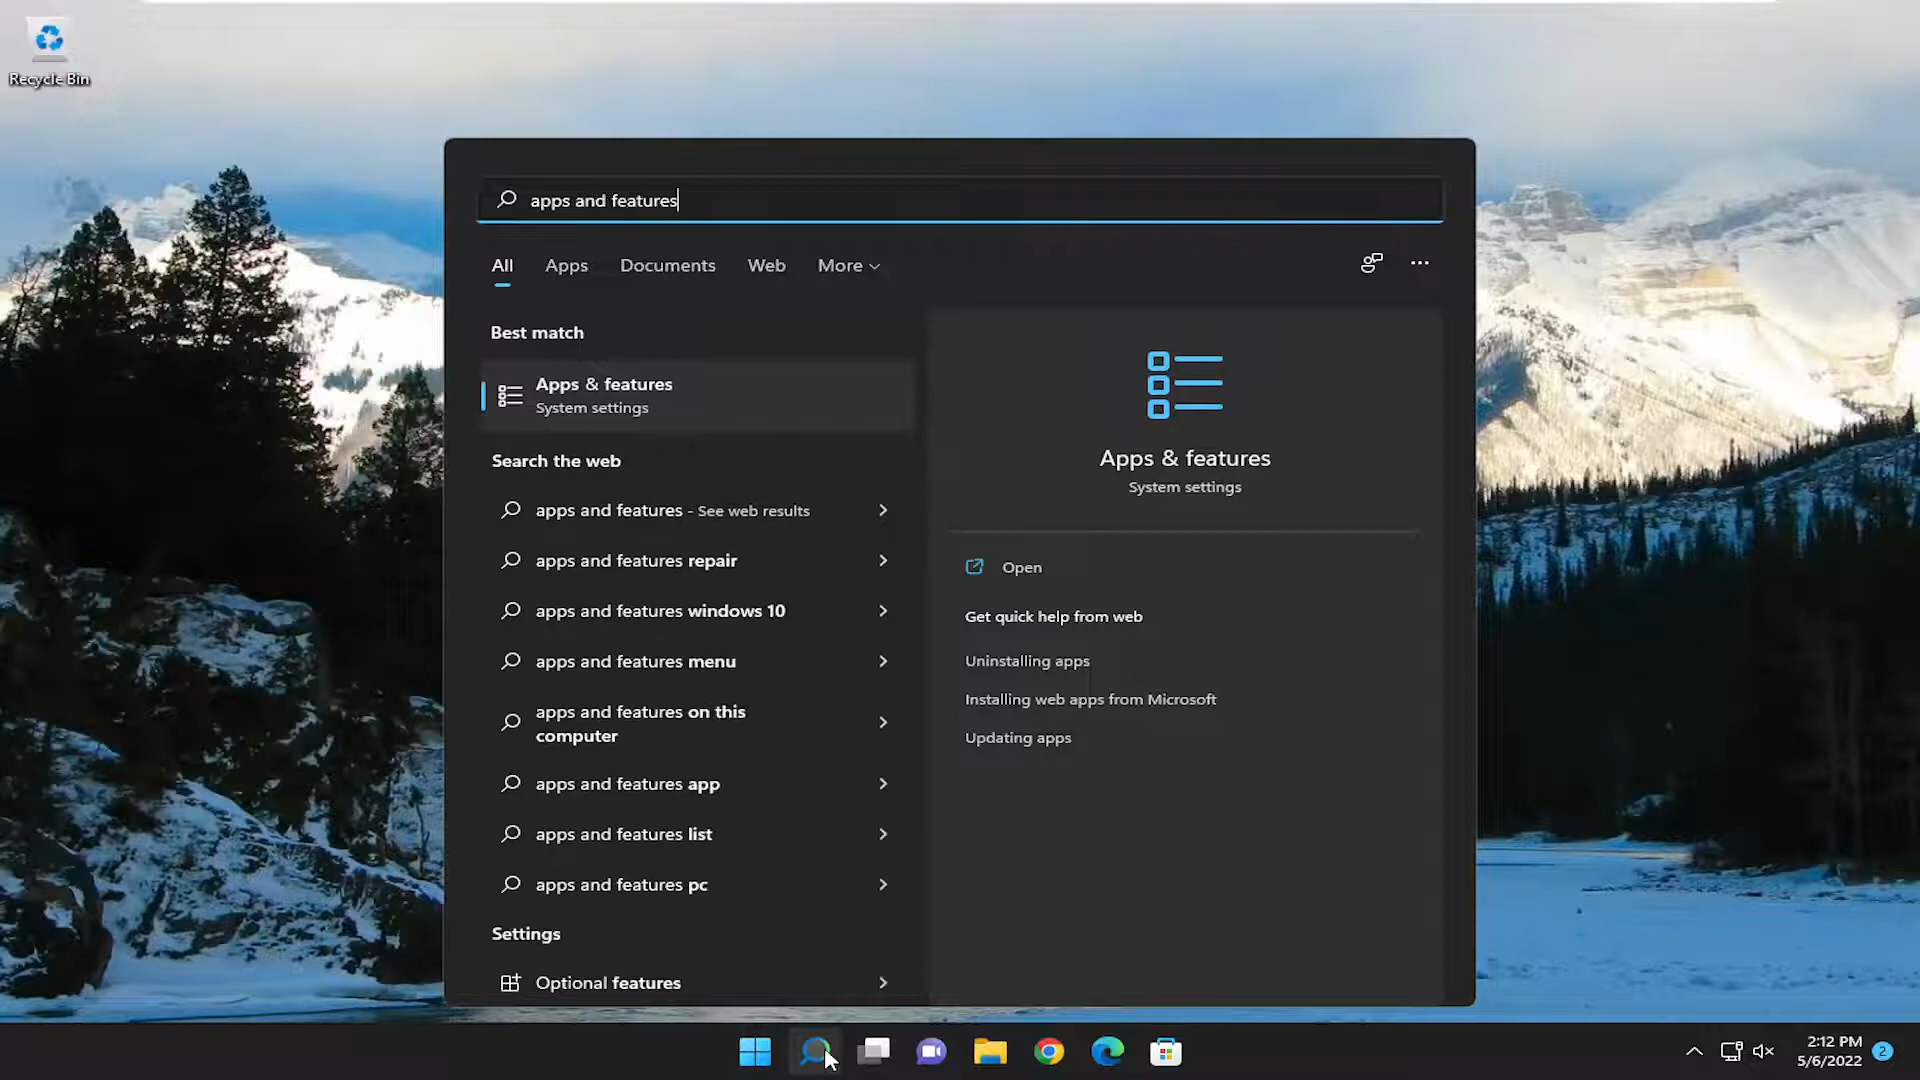 Recycle Bin
apps and features
All
Apps
Documents
Web
More
Best match
Apps & features
System settings
Search the web
apps and features - See web results
apps and features repair
apps and features windows 10
apps and features menu
apps and features on this
computer
apps and features app
apps and features list
apps and features pc
Settings
Optional features
Apps & features
System settings
Open
Get quick help from web
Uninstalling apps
Installing web apps from Microsoft
Updating apps
2:12 PM
5/6/2022
2